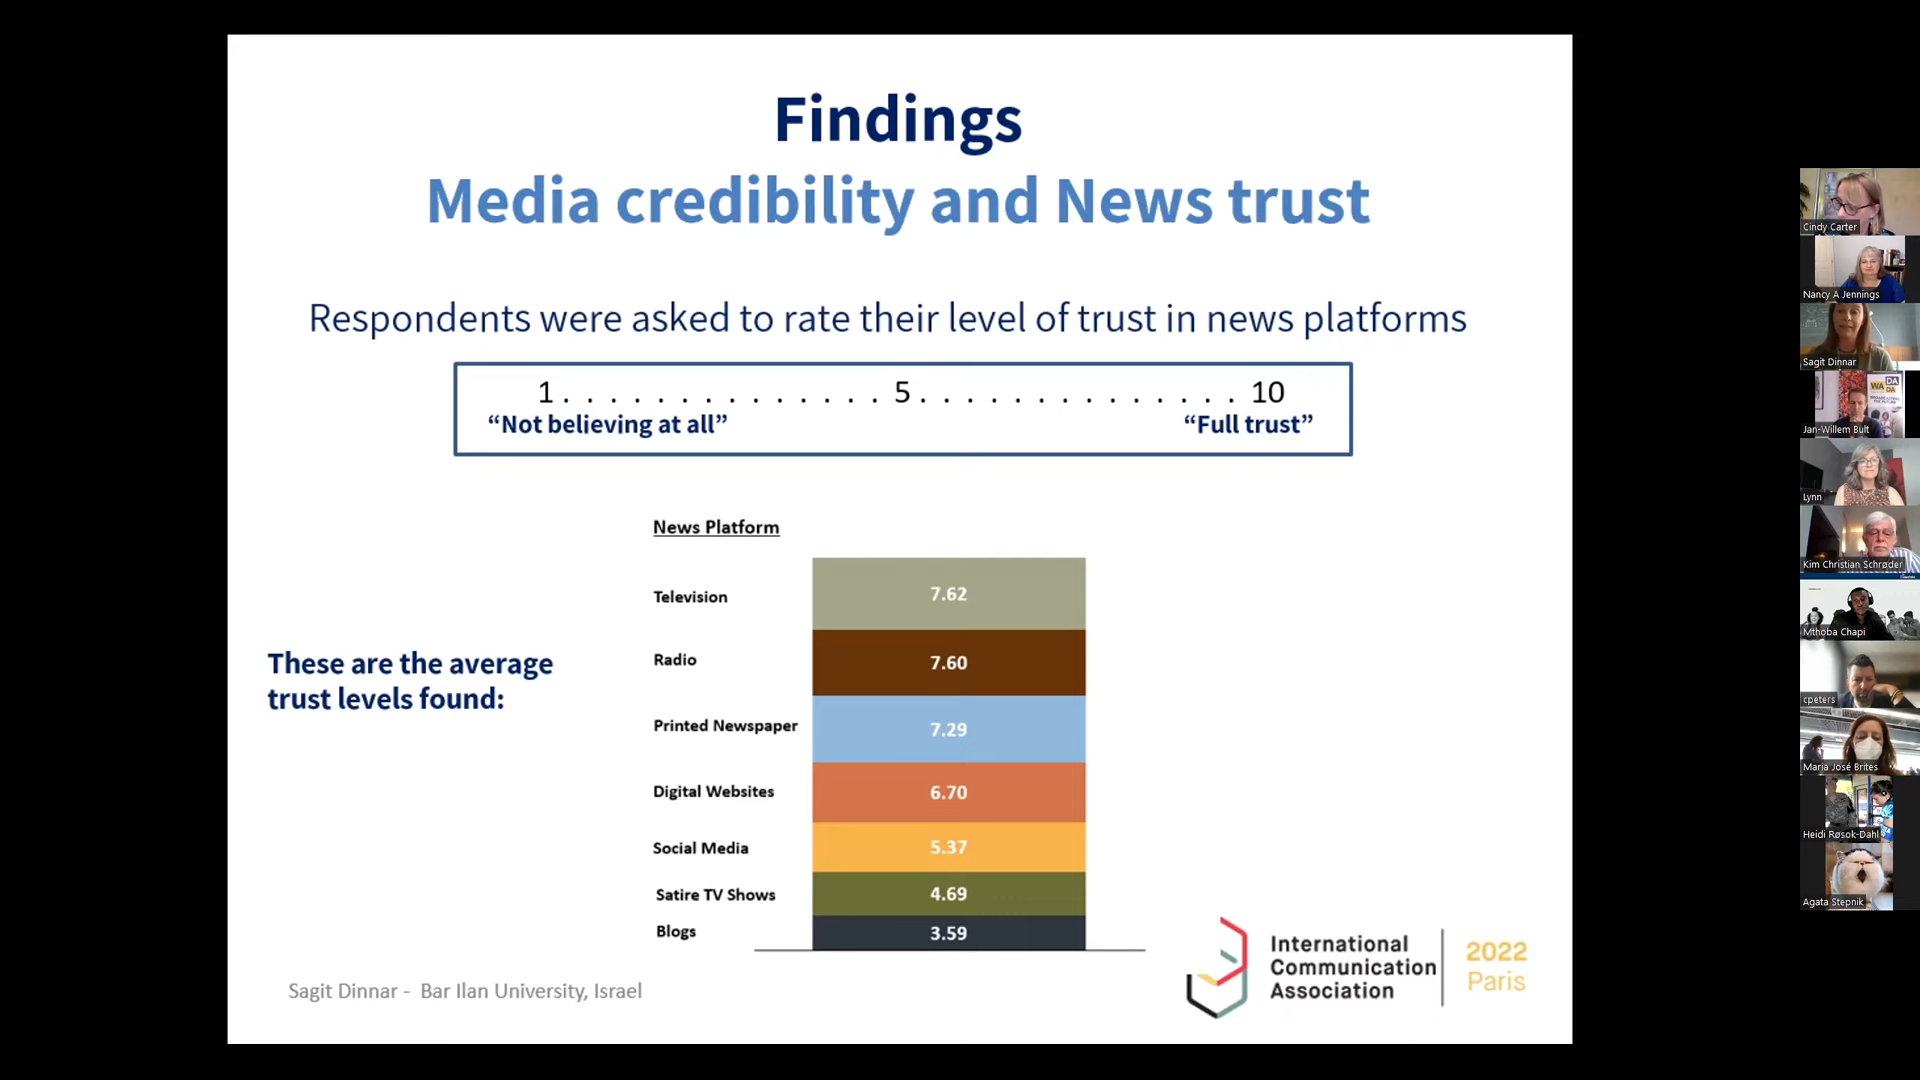 Findings
Media credibility and News trust
Respondents were asked to rate their level of trust in news platforms
1. . . . . . . . . . . . . . 5. . . . . . . . . . . . . . 10
“Not believing at all” “Full trust”
News Platform
Television 7.62
Radio 7.60
Printed Newspaper 7.29
Digital Websites 6.70
Social Media 5.37
Satire TV Shows 4.69
Blogs 3.59
These are the average
trust levels found:
Sagit Dinnar - Bar Ilan University, Israel
International
Communication
Association
2022
Paris
Cindy Carter
Nancy A Jennings
Sagit Dinnar
WA DA
DA
Jan-Willem Bult
Lynn
Kim Christian Schrøder
Mthoba Chapi
cpeters
Maria José Brites
Heidi Røsok-Dahl
Agata Stepnik